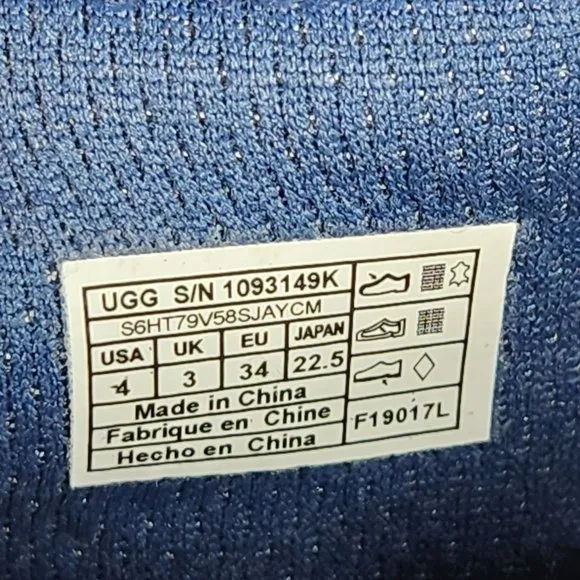 UGG S/N 1093149K
S6HT79V58SJAYCM
USA UK EU JAPAN
4 3 34 22.5
Made in China
Fabrique en Chine
Hecho en China
F19017L